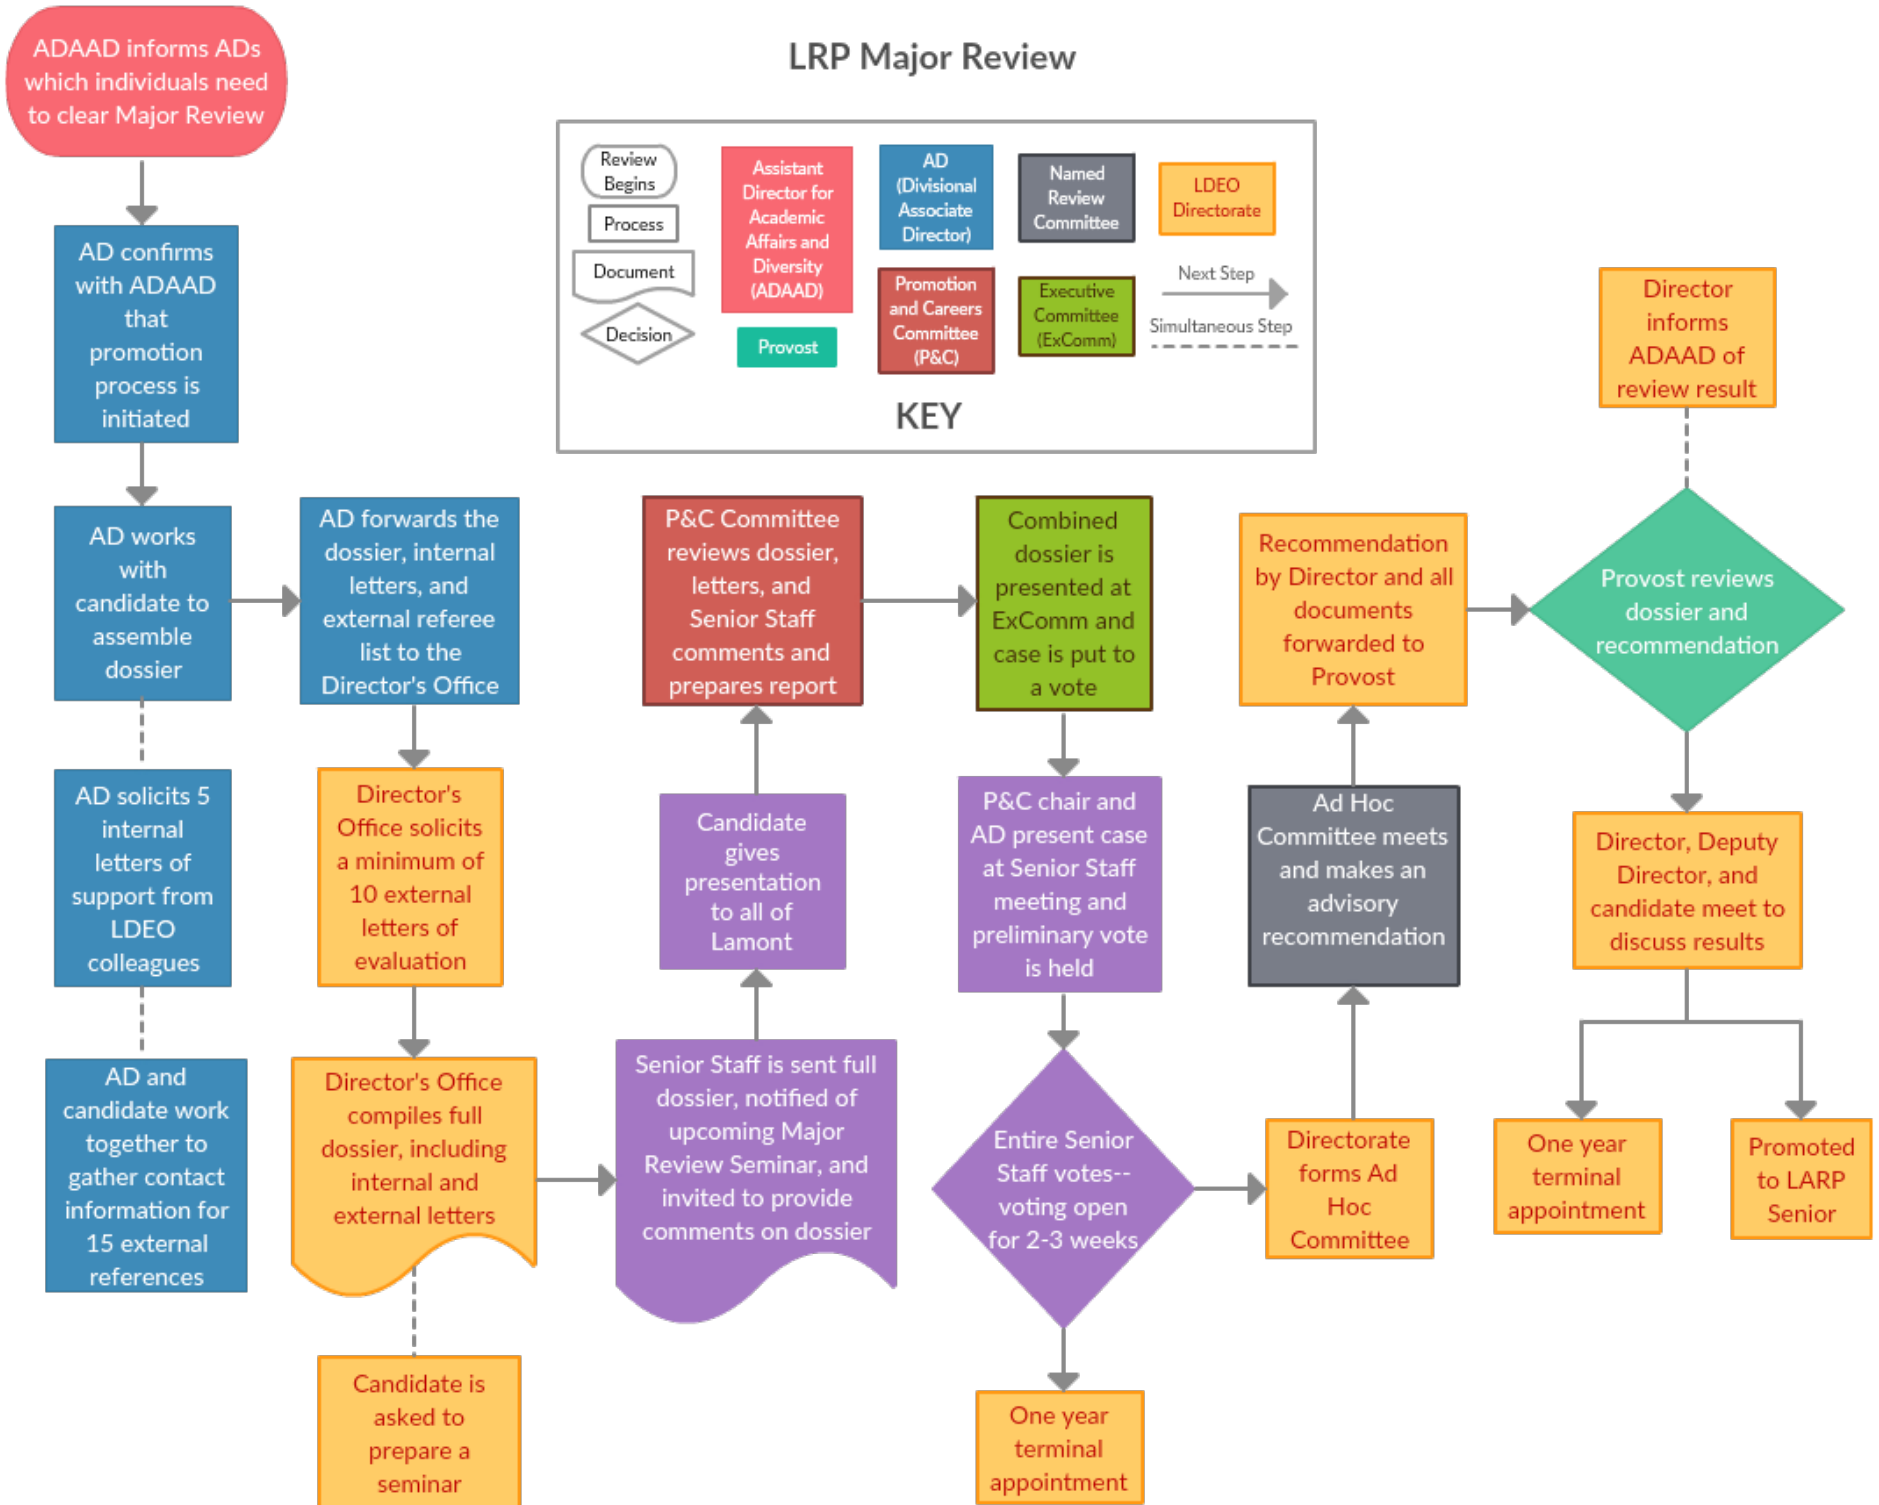 LRP Major Review
ADAAD informs ADs
which individuals need
to clear Major Review
Review
Begins
Process
Document
Decision
Assistant
Director for
Academic
Affairs and
Diversity
(ADAAD)
Provost
AD
(Divisional
Associate
Director)
Promotion
and Careers
Committee
(P&C)
Named
Review
Committee
Executive
Committee
(ExComm)
LDEO
Directorate
Next Step
Simultaneous Step
KEY
AD confirms
with ADAAD
that
promotion
process is
initiated
AD works
with
candidate to
assemble
dossier
AD solicits 5
internal
letters of
support from
LDEO
colleagues
AD and
candidate work
together to
gather contact
information for
15 external
references
AD forwards the
dossier, internal
letters, and
external referee
list to the
Director's Office
Director's
Office solicits
a minimum of
10 external
letters of
evaluation
Director's Office
compiles full
dossier, including
internal and
external letters
Candidate is
asked to
prepare a
seminar
Senior Staff is sent full
dossier, notified of
upcoming Major
Review Seminar, and
invited to provide
comments on dossier
Candidate
gives
presentation
to all of
Lamont
P&C Committee
reviews dossier,
letters, and
Senior Staff
comments and
prepares report
Combined
dossier is
presented at
ExComm and
case is put to
a vote
P&C chair and
AD present case
at Senior Staff
meeting and
preliminary vote
is held
Entire Senior
Staff votes--
voting open
for 2-3 weeks
One year
terminal
appointment
Directorate
forms Ad
Hoc
Committee
Ad Hoc
Committee meets
and makes an
advisory
recommendation
Recommendation
by Director and all
documents
forwarded to
Provost
Provost reviews
dossier and
recommendation
Director
informs
ADAAD of
review result
Director, Deputy
Director, and
candidate meet to
discuss results
One year
terminal
appointment
Promoted
to LARP
Senior